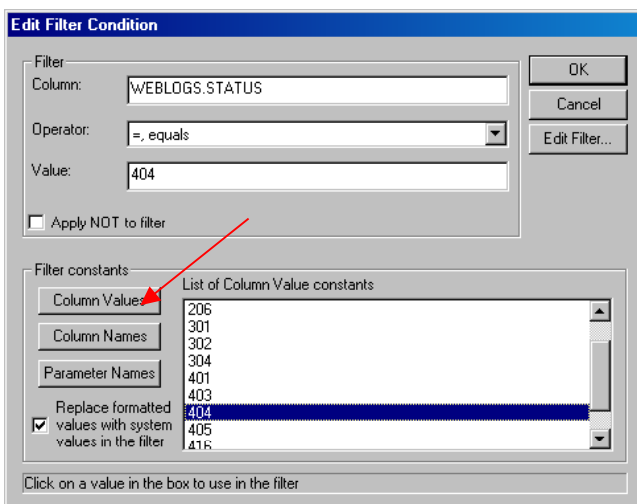 Edit Filter Condition
Filter
Column:
WEBLOGS.STATUS
Operator:
=, equals
Value:
404
Apply NOT to filter
OK
Cancel
Edit Filter...
Filter constants
Column Values
Column Names
Parameter Names
Replace formatted
values with system
values in the filter
List of Column Value constants
206
301
302
304
401
403
404
405
416
Click on a value in the box to use in the filter